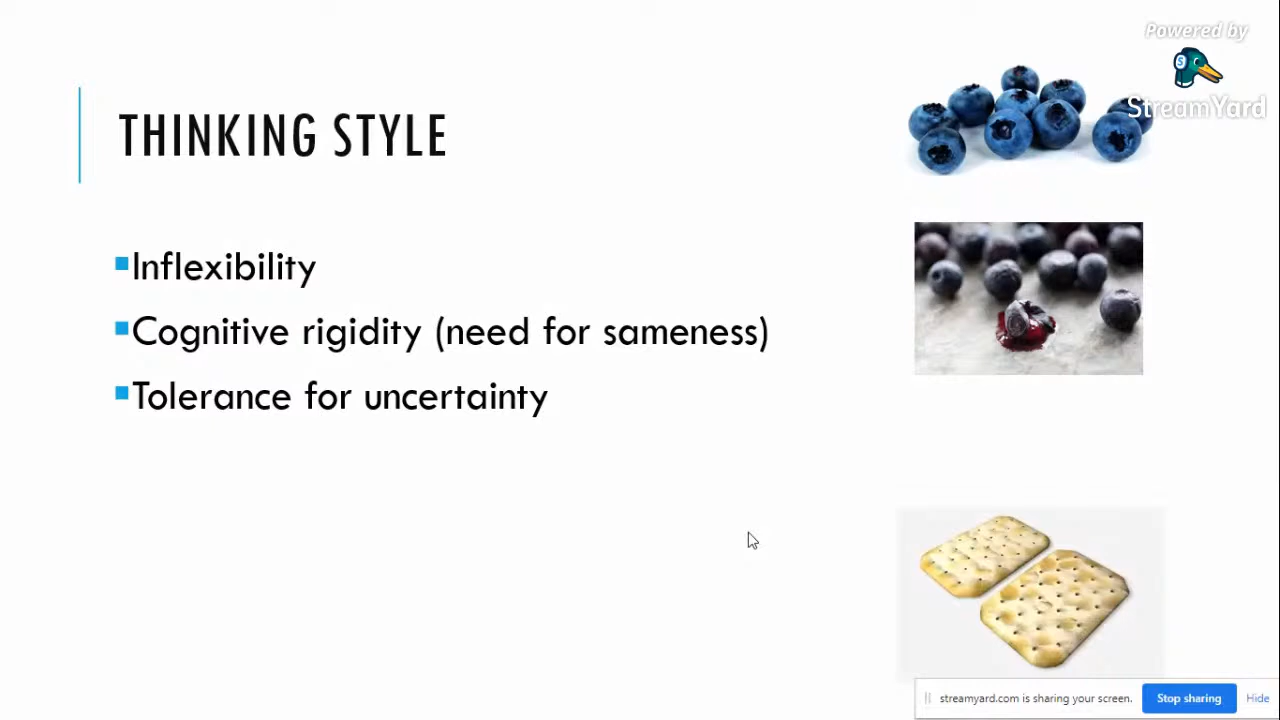 Powered by
StreamYard
THINKING STYLE
Inflexibility
Cognitive rigidity (need for sameness)
Tolerance for uncertainty
streamyard.com is sharing your screen.
Stop sharing
Hide